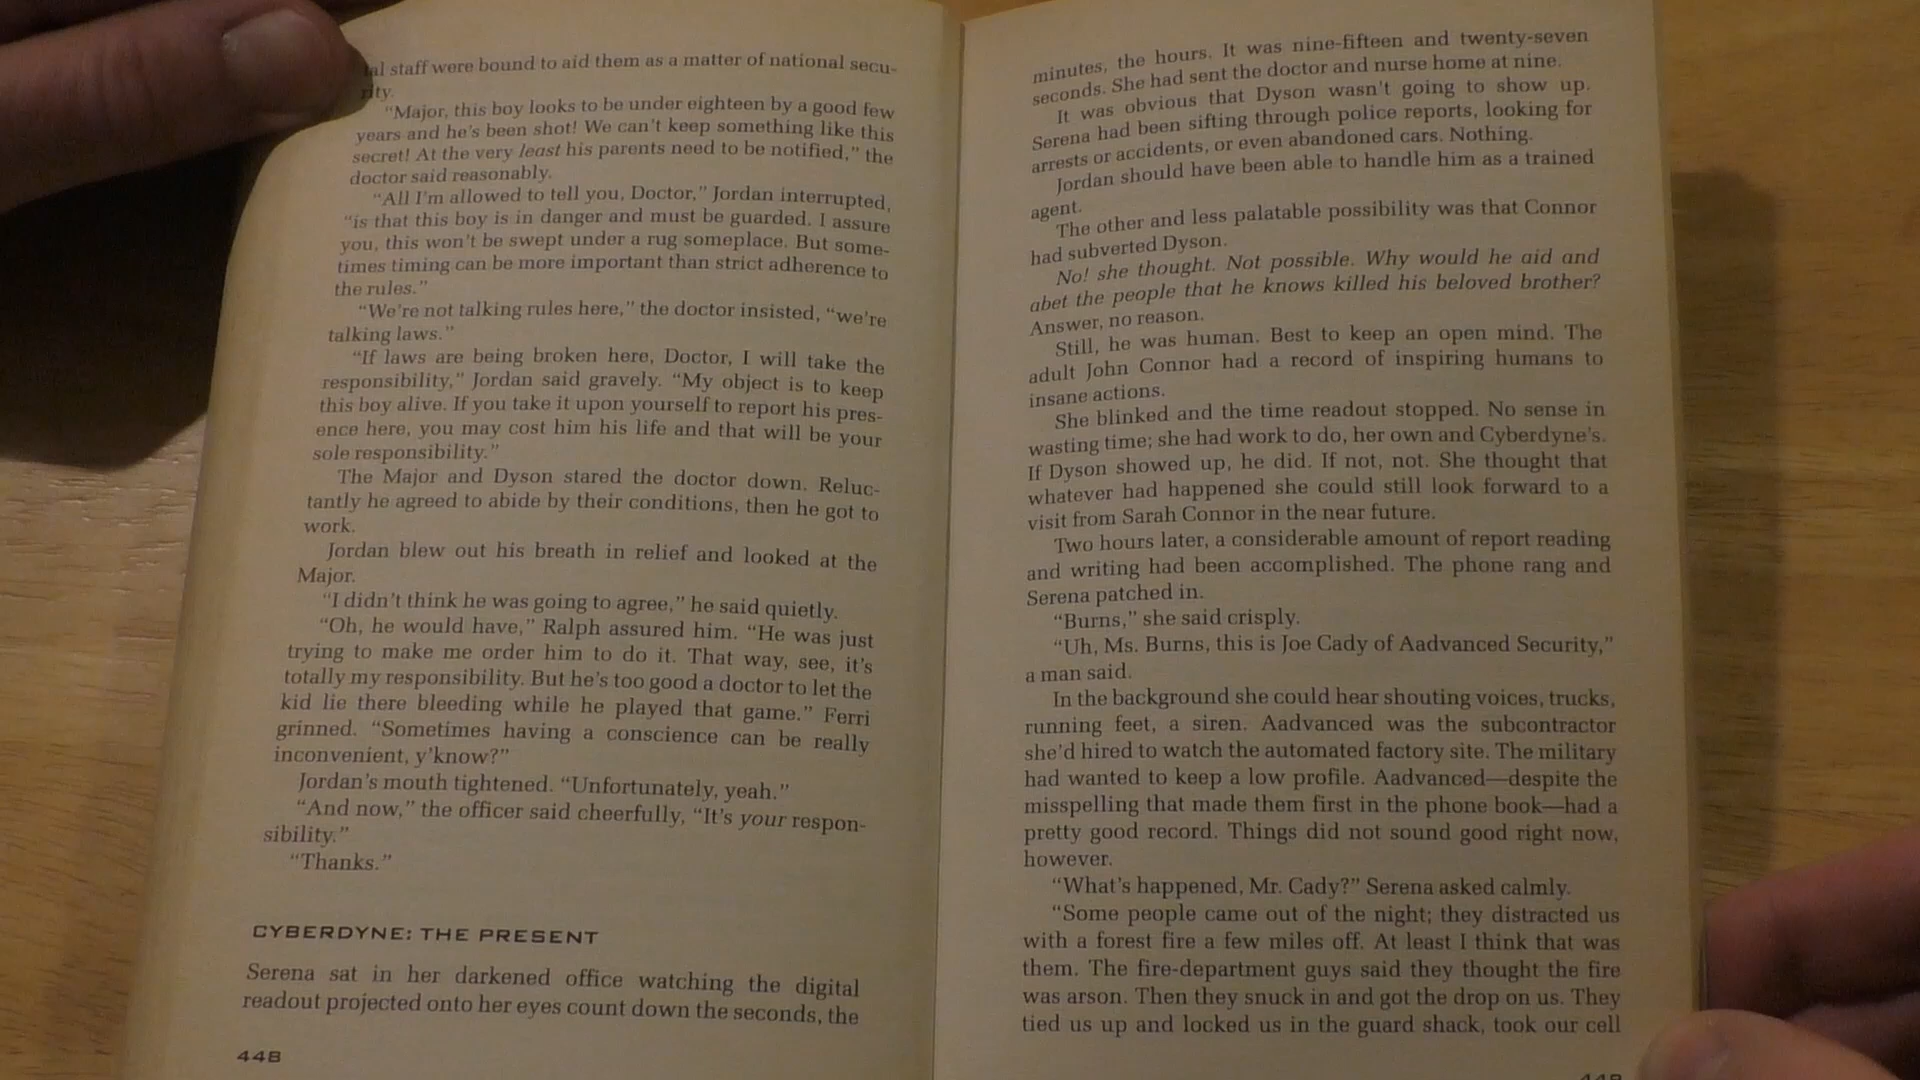 tal staff were bound to aid them as a matter of national secu-
rity.
“Major, this boy looks to be under eighteen by a good few
years and he’s been shot! We can’t keep something like this
secret! At the very least his parents need to be notified,” the
doctor said reasonably.
“All I’m allowed to tell you, Doctor,” Jordan interrupted,
“is that this boy is in danger and must be guarded. I assure
you, this won’t be swept under a rug someplace. But some-
times timing can be more important than strict adherence to
the rules.”
“We’re not talking rules here,” the doctor insisted, “we’re
talking laws.”
“If laws are being broken here, Doctor, I will take the
responsibility,” Jordan said gravely. “My object is to keep
this boy alive. If you take it upon yourself to report his pres-
ence here, you may cost him his life and that will be your
sole responsibility.”
The Major and Dyson stared the doctor down. Reluc-
tantly he agreed to abide by their conditions, then he got to
work.
Jordan blew out his breath in relief and looked at the
Major.
“I didn’t think he was going to agree,” he said quietly.
“Oh, he would have,” Ralph assured him. “He was just
trying to make me order him to do it. That way, see, it’s
totally my responsibility. But he’s too good a doctor to let the
kid lie there bleeding while he played that game.” Ferri
grinned. “Sometimes having a conscience can be really
inconvenient, y’know?”
Jordan’s mouth tightened. “Unfortunately, yeah.”
“And now,” the officer said cheerfully, “It’s your respon-
sibility.”
“Thanks.”
CYBERDYNE: THE PRESENT
Serena sat in her darkened office watching the digital
readout projected onto her eyes count down the seconds, the
448
minutes, the hours. It was nine-fifteen and twenty-seven
seconds. She had sent the doctor and nurse home at nine.
It was obvious that Dyson wasn’t going to show up.
Serena had been sifting through police reports, looking for
arrests or accidents, or even abandoned cars. Nothing.
Jordan should have been able to handle him as a trained
agent.
The other and less palatable possibility was that Connor
had subverted Dyson.
No! she thought. Not possible. Why would he aid and
abet the people that he knows killed his beloved brother?
Answer, no reason.
Still, he was human. Best to keep an open mind. The
adult John Connor had a record of inspiring humans to
insane actions.
She blinked and the time readout stopped. No sense in
wasting time; she had work to do, her own and Cyberdyne’s.
If Dyson showed up, he did. If not, not. She thought that
whatever had happened she could still look forward to a
visit from Sarah Connor in the near future.
Two hours later, a considerable amount of report reading
and writing had been accomplished. The phone rang and
Serena patched in.
“Burns,” she said crisply.
“Uh, Ms. Burns, this is Joe Cady of Aadvanced Security,”
a man said.
In the background she could hear shouting voices, trucks,
running feet, a siren. Aadvanced was the subcontractor
she’d hired to watch the automated factory site. The military
had wanted to keep a low profile. Aadvanced—despite the
misspelling that made them first in the phone book—had a
pretty good record. Things did not sound good right now,
however.
“What’s happened, Mr. Cady?” Serena asked calmly.
“Some people came out of the night; they distracted us
with a forest fire a few miles off. At least I think that was
them. The fire-department guys said they thought the fire
was arson. Then they snuck in and got the drop on us. They
tied us up and locked us in the guard shack, took our cell
449